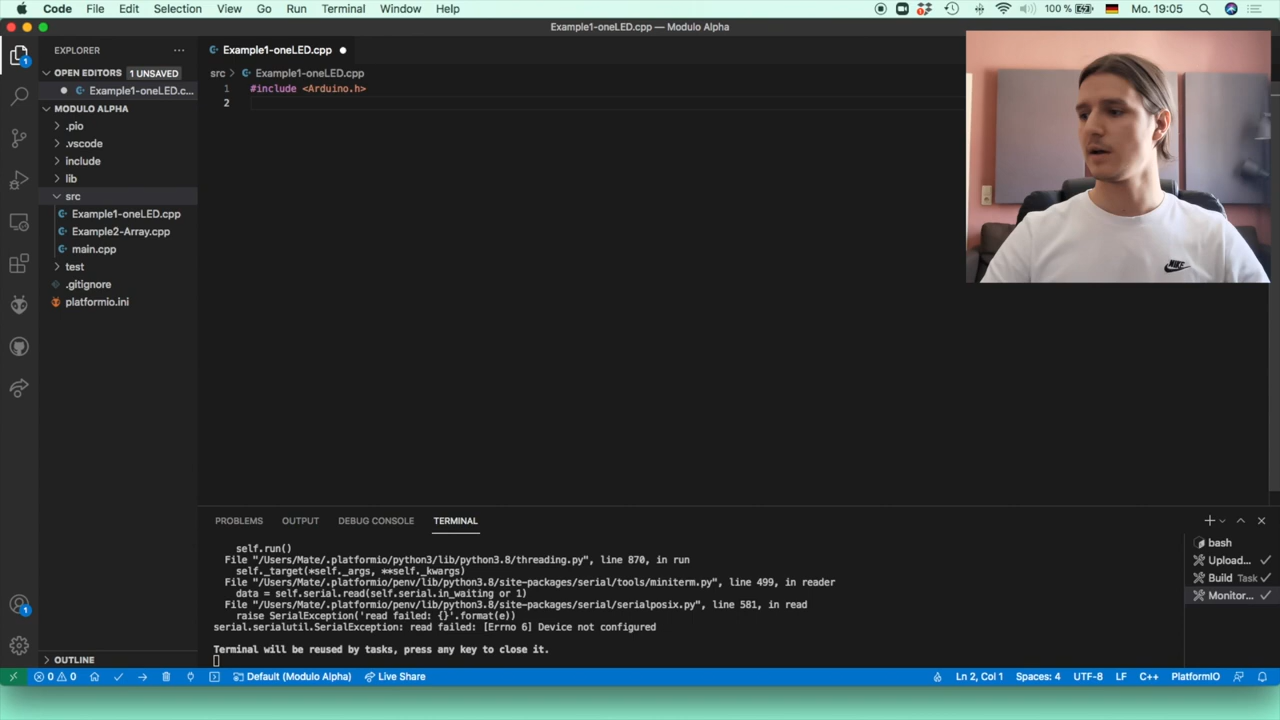 Code File Edit Selection View Go Run Terminal Window Help 100 % Mo. 19:05
Example1-oneLED.cpp — Modulo Alpha
EXPLORER
Example1-oneLED.cpp
OPEN EDITORS 1 UNSAVED
src > Example1-oneLED.cpp
Example1-oneLED.c...
1 #include <Arduino.h>
2
MODULO ALPHA
.pio
.vscode
include
lib
src
Example1-oneLED.cpp
Example2-Array.cpp
main.cpp
test
.gitignore
platformio.ini
NIKE
PROBLEMS OUTPUT DEBUG CONSOLE TERMINAL
self.run()
File "/Users/Mate/.platformio/python3/lib/python3.8/threading.py", line 870, in run
self._target(*self._args, **self._kwargs)
File "/Users/Mate/.platformio/penv/lib/python3.8/site-packages/serial/tools/miniterm.py", line 499, in reader
data = self.serial.read(self.serial.in_waiting or 1)
File "/Users/Mate/.platformio/penv/lib/python3.8/site-packages/serial/serialposix.py", line 581, in read
raise SerialException('read failed: {}'.format(e))
serial.serialutil.SerialException: read failed: [Errno 6] Device not configured
Terminal will be reused by tasks, press any key to close it.
bash
Upload...
Build Task
Monitor...
1
1
OUTLINE
0 0 Default (Modulo Alpha) Live Share Ln 2, Col 1 Spaces: 4 UTF-8 LF C++ PlatformIO